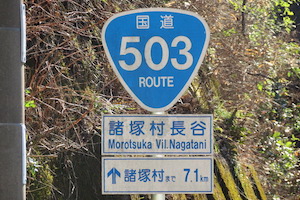 国道
503
ROUTE
諸塚村長谷
Morotsuka Vil.Nagatani
↑ 諸塚村まで 7.1km